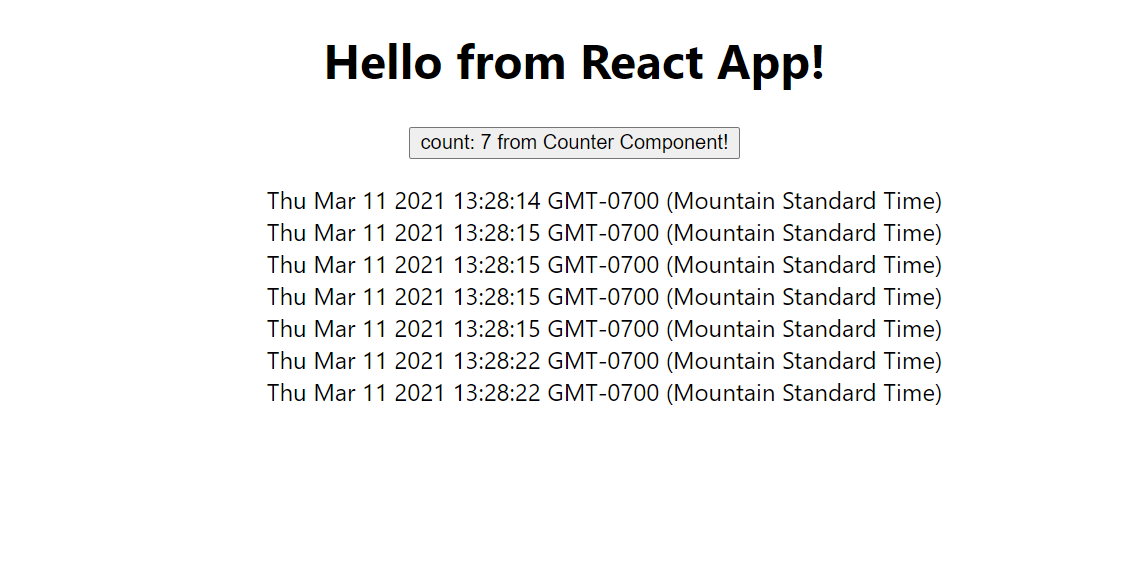 Hello from React App!
count: 7 from Counter Component!
Thu Mar 11 2021 13:28:14 GMT-0700 (Mountain Standard Time)
Thu Mar 11 2021 13:28:15 GMT-0700 (Mountain Standard Time)
Thu Mar 11 2021 13:28:15 GMT-0700 (Mountain Standard Time)
Thu Mar 11 2021 13:28:15 GMT-0700 (Mountain Standard Time)
Thu Mar 11 2021 13:28:15 GMT-0700 (Mountain Standard Time)
Thu Mar 11 2021 13:28:22 GMT-0700 (Mountain Standard Time)
Thu Mar 11 2021 13:28:22 GMT-0700 (Mountain Standard Time)